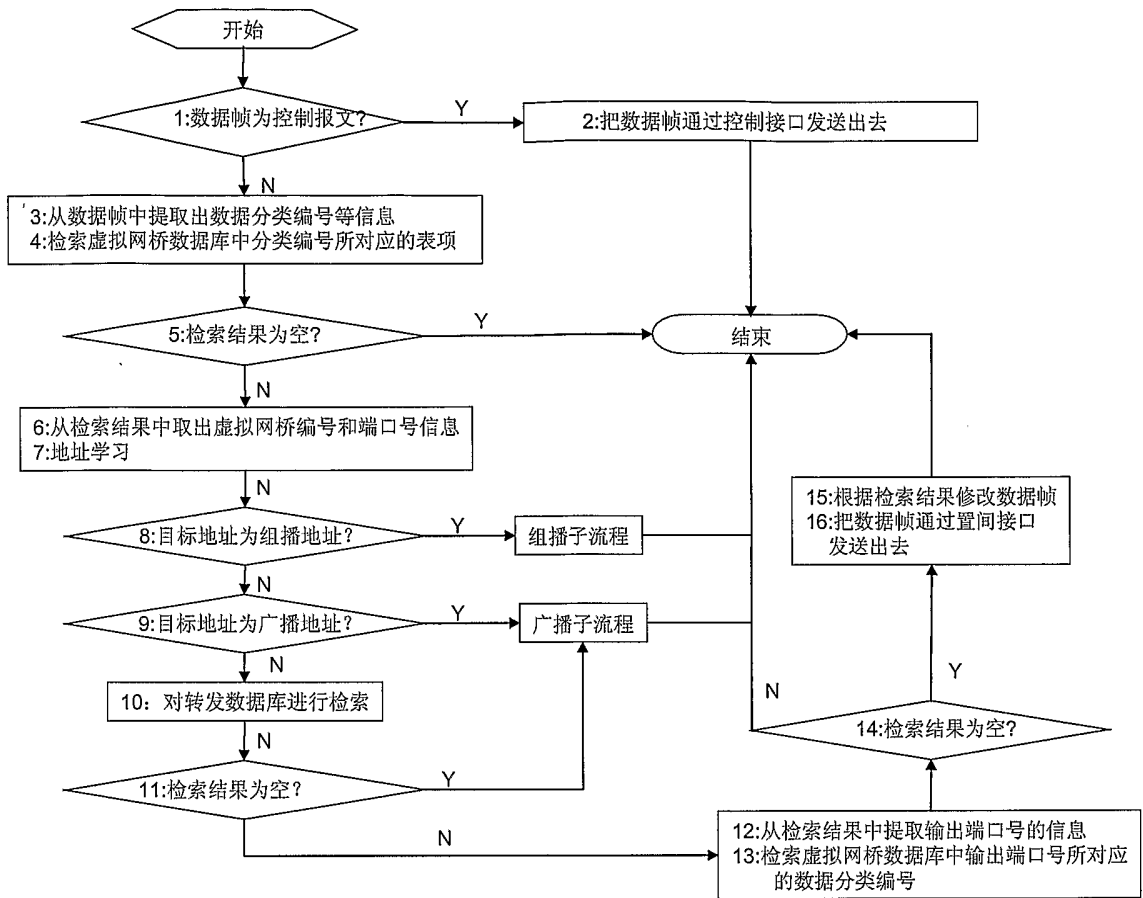 开始
1:数据帧为控制报文?
Y
2:把数据帧通过控制接口发送出去
N
3:从数据帧中提取出数据分类编号等信息
4:检索虚拟网桥数据库中分类编号所对应的表项
5:检索结果为空?
Y
结束
N
6:从检索结果中取出虚拟网桥编号和端口号信息
7:地址学习
N
8:目标地址为组播地址?
Y
组播子流程
15:根据检索结果修改数据帧
16:把数据帧通过置间接口
发送出去
N
9:目标地址为广播地址?
Y
广播子流程
N
10：对转发数据库进行检索
N
Y
N
14:检索结果为空?
11:检索结果为空?
Y
N
12:从检索结果中提取输出端口号的信息
13:检索虚拟网桥数据库中输出端口号所对应
的数据分类编号